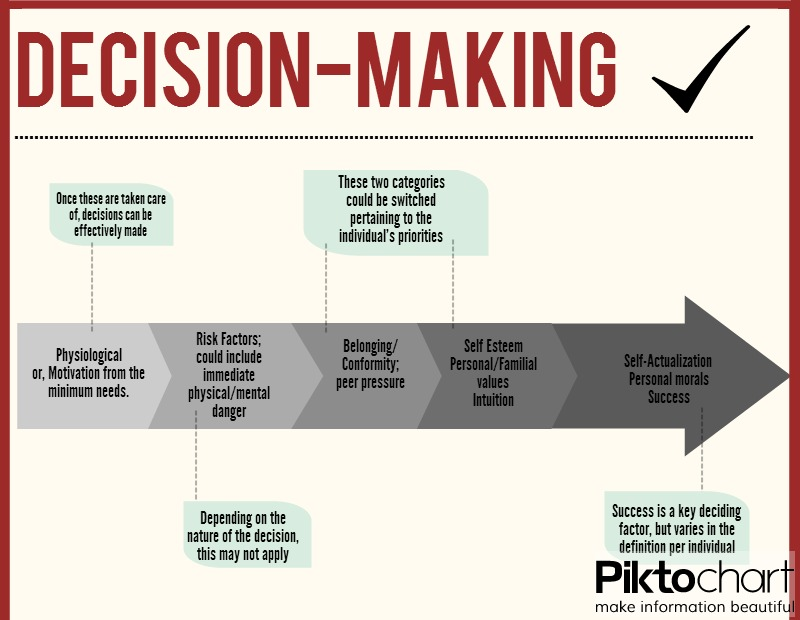 DECISION-MAKING
Once these are taken care
of, decisions can be
effectively made
These two categories
could be switched
pertaining to the
individual's priorities
Physiological
or, Motivation from the
minimum needs.
Risk Factors;
could include
immediate
physical/mental
danger
Belonging/
Conformity;
peer pressure
Self Esteem
Personal/Familial
values
Intuition
Self-Actualization
Personal morals
Success
Depending on the
nature of the decision,
this may not apply
Success is a key deciding
factor, but varies in the
definition per individual
Piktochart
make information beautiful